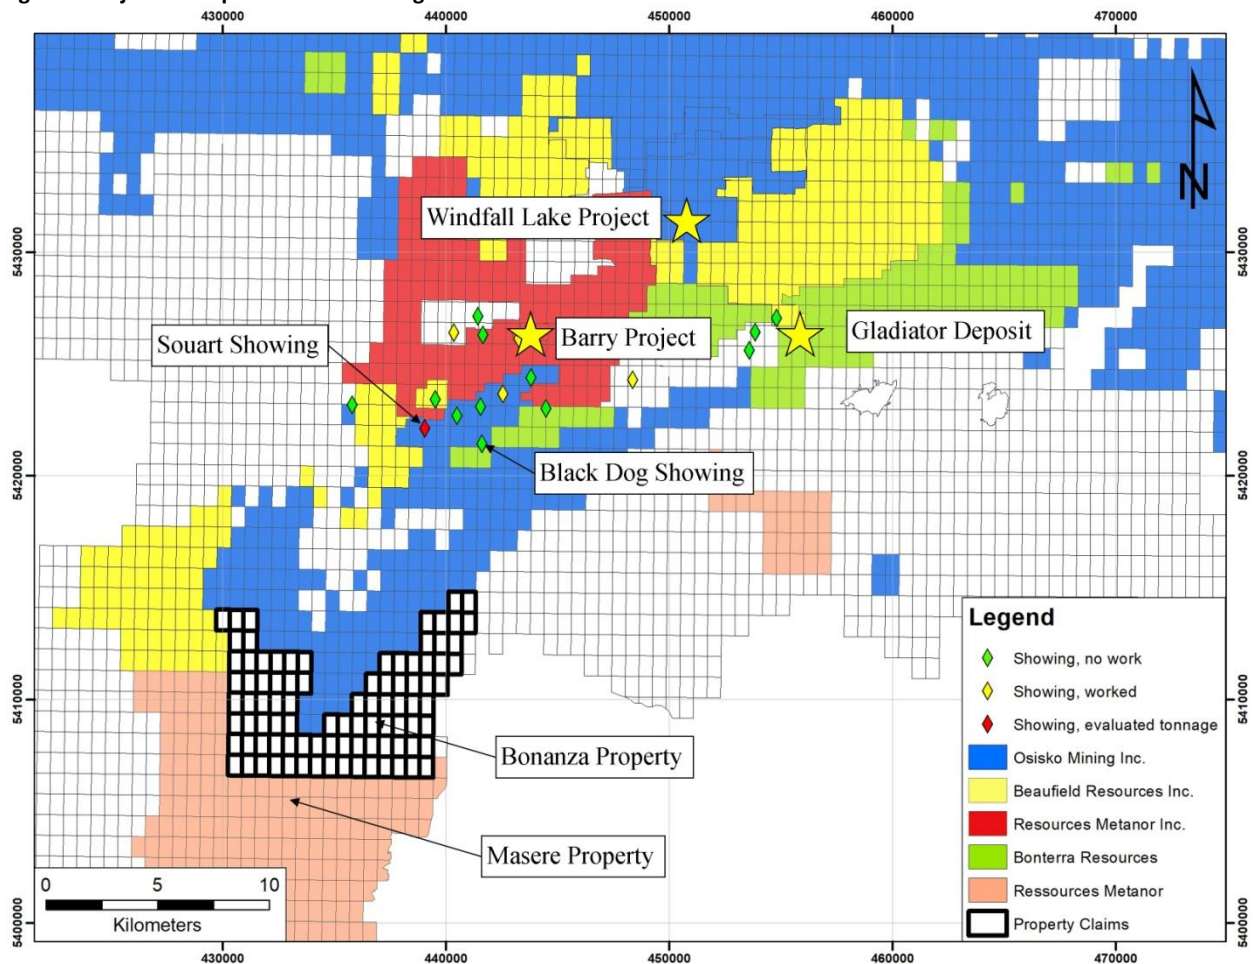 430000
440000
450000
460000
470000
N
Windfall Lake Project
5430000
5430000
Souart Showing
Barry Project
Gladiator Deposit
Black Dog Showing
5420000
5420000
Legend
Showing, no work
Showing, worked
Showing, evaluated tonnage
Osisko Mining Inc.
Beaufield Resources Inc.
Resources Metanor Inc.
Bonterra Resources
Ressources Metanor
Property Claims
5410000
5410000
Bonanza Property
Masere Property
0
5
10
Kilometers
5400000
5400000
430000
440000
450000
460000
470000